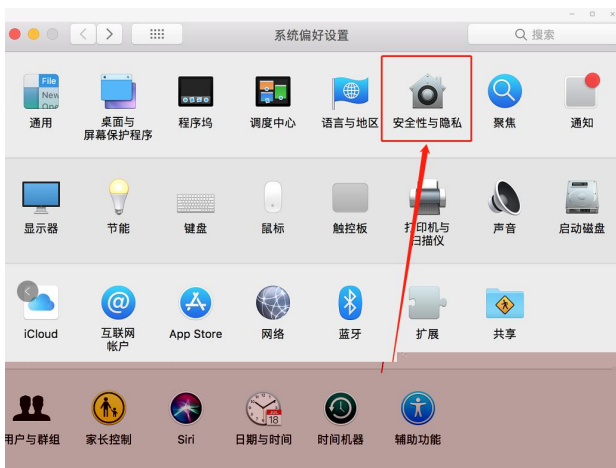 系统偏好设置
搜索
File
New
One
通用
桌面与
屏幕保护程序
程序坞
调度中心
语言与地区
安全性与隐私
聚焦
通知
显示器
节能
键盘
鼠标
触控板
打印机与
扫描仪
声音
启动磁盘
iCloud
互联网
帐户
App Store
网络
蓝牙
扩展
共享
用户与群组
家长控制
Siri
日期与时间
时间机器
辅助功能
18